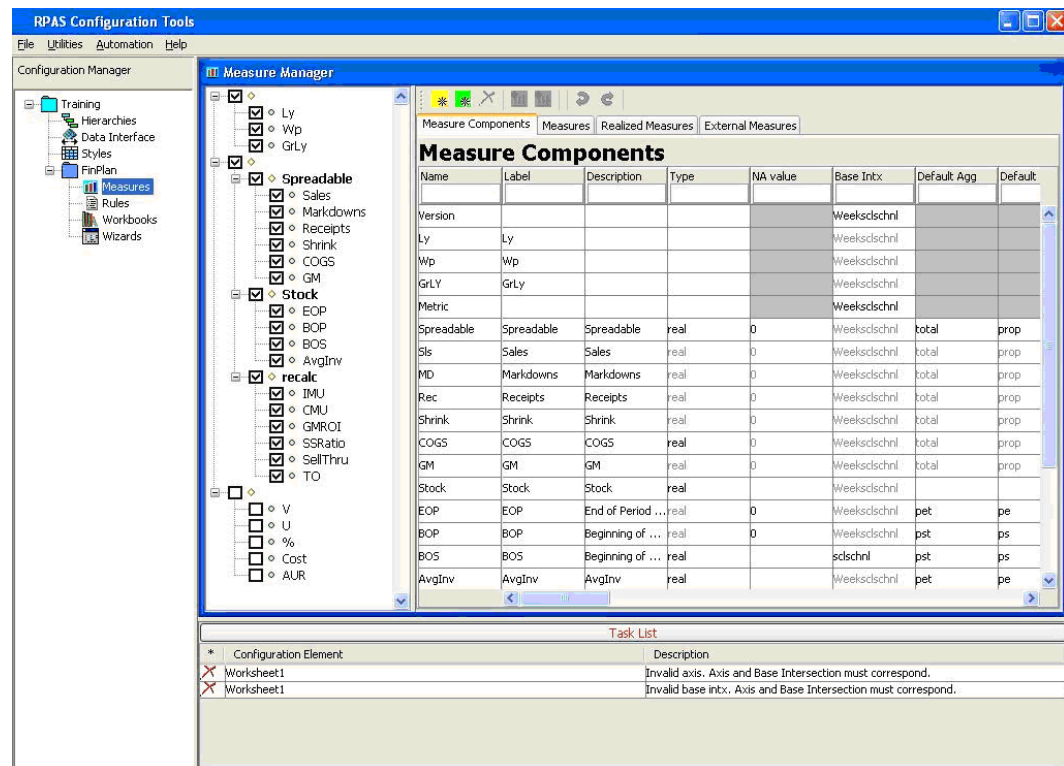 RPAS Configuration Tools
File Utilities Automation Help
Configuration Manager
Training
Hierarchies
Data Interface
Styles
FinPlan
Measures
Rules
Workbooks
Wizards
Measure Manager
Ly
Wp
GrLy
Spreadable
Sales
Markdowns
Receipts
Shrink
COGS
GM
Stock
EOP
BOP
BOS
AvgInv
recalc
IMU
CMU
GMROI
SSRatio
SellThru
TO
V
U
%
Cost
AUR
Measure Components Measures Realized Measures External Measures
Measure Components
Name Label Description Type NA value Base Intx Default Agg Default
Version Weeksclschnl
Ly Ly Weeksclschnl
Wp Wp Weeksclschnl
GrLY GrLy Weeksclschnl
Metric Weeksclschnl
Spreadable Spreadable Spreadable real 0 Weeksclschnl total prop
Sls Sales Sales real 0 Weeksclschnl total prop
MD Markdowns Markdowns real 0 Weeksclschnl total prop
Rec Receipts Receipts real 0 Weeksclschnl total prop
Shrink Shrink Shrink real 0 Weeksclschnl total prop
COGS COGS COGS real 0 Weeksclschnl total prop
GM GM GM real 0 Weeksclschnl total prop
Stock Stock Stock real Weeksclschnl
EOP EOP End of Period ... real 0 Weeksclschnl pet pe
BOP BOP Beginning of ... real 0 Weeksclschnl pst ps
BOS BOS Beginning of ... real sclschnl pst ps
AvgInv AvgInv AvgInv real Weeksclschnl pet pe
Task List
* Configuration Element Description
Worksheet1 Invalid axis. Axis and Base Intersection must correspond.
Worksheet1 Invalid base intx. Axis and Base Intersection must correspond.